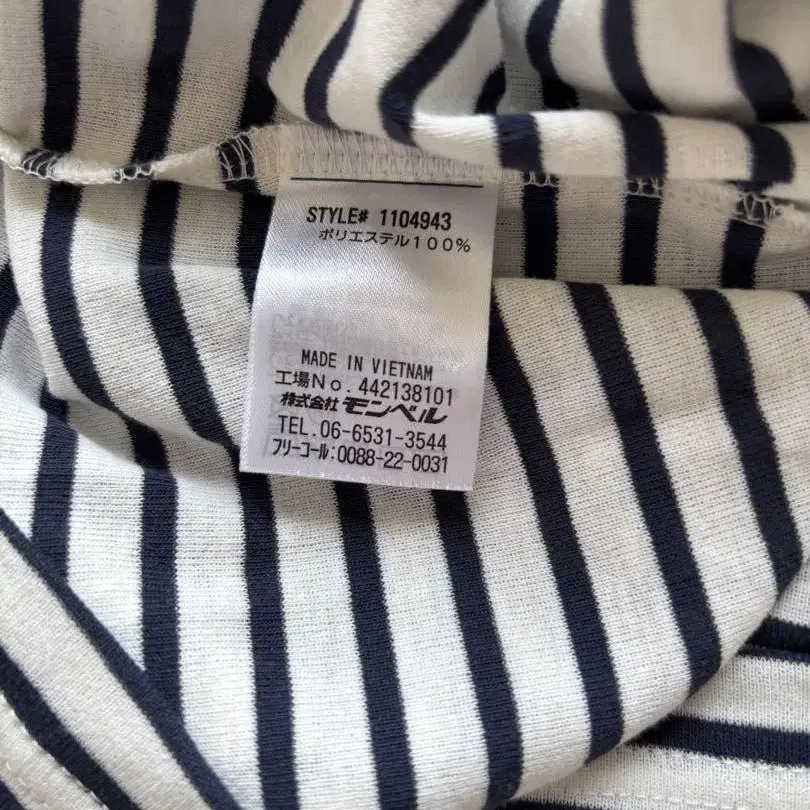 STYLE# 1104943
ポリエステル100%
MADE IN VIETNAM
工場No.442138101
株式会社モンベル
TEL.06-6531-3544
フリーコール:0088-22-0031